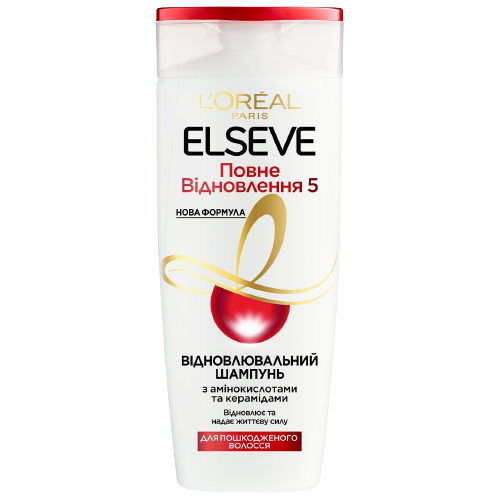 L'ORÉAL
PARIS
ELSEVE
Повне
Відновлення 5
НОВА ФОРМУЛА
ВІДНОВЛЮВАЛЬНИЙ
ШАМПУНЬ
з амінокислотами
та керамідами
Відновлює та
надає життєву силу
ДЛЯ ПОШКОДЖЕНОГО
ВОЛОССЯ